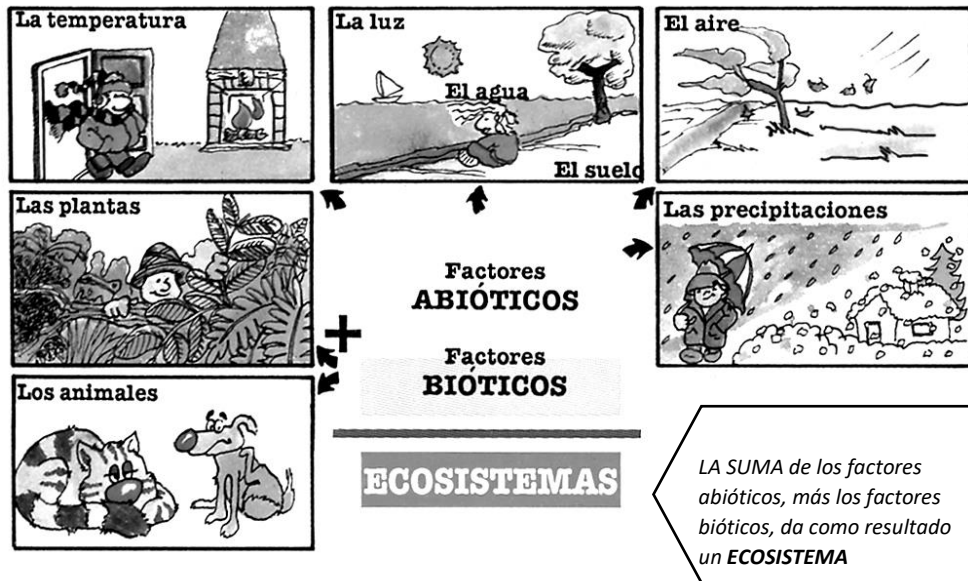 La temperatura
La luz
El agua
El suelo
El aire
Las plantas
Las precipitaciones
Factores
ABIÓTICOS
+
Factores
BIÓTICOS
Los animales
ECOSISTEMAS
LA SUMA de los factores
abióticos, más los factores
bióticos, da como resultado
un ECOSISTEMA